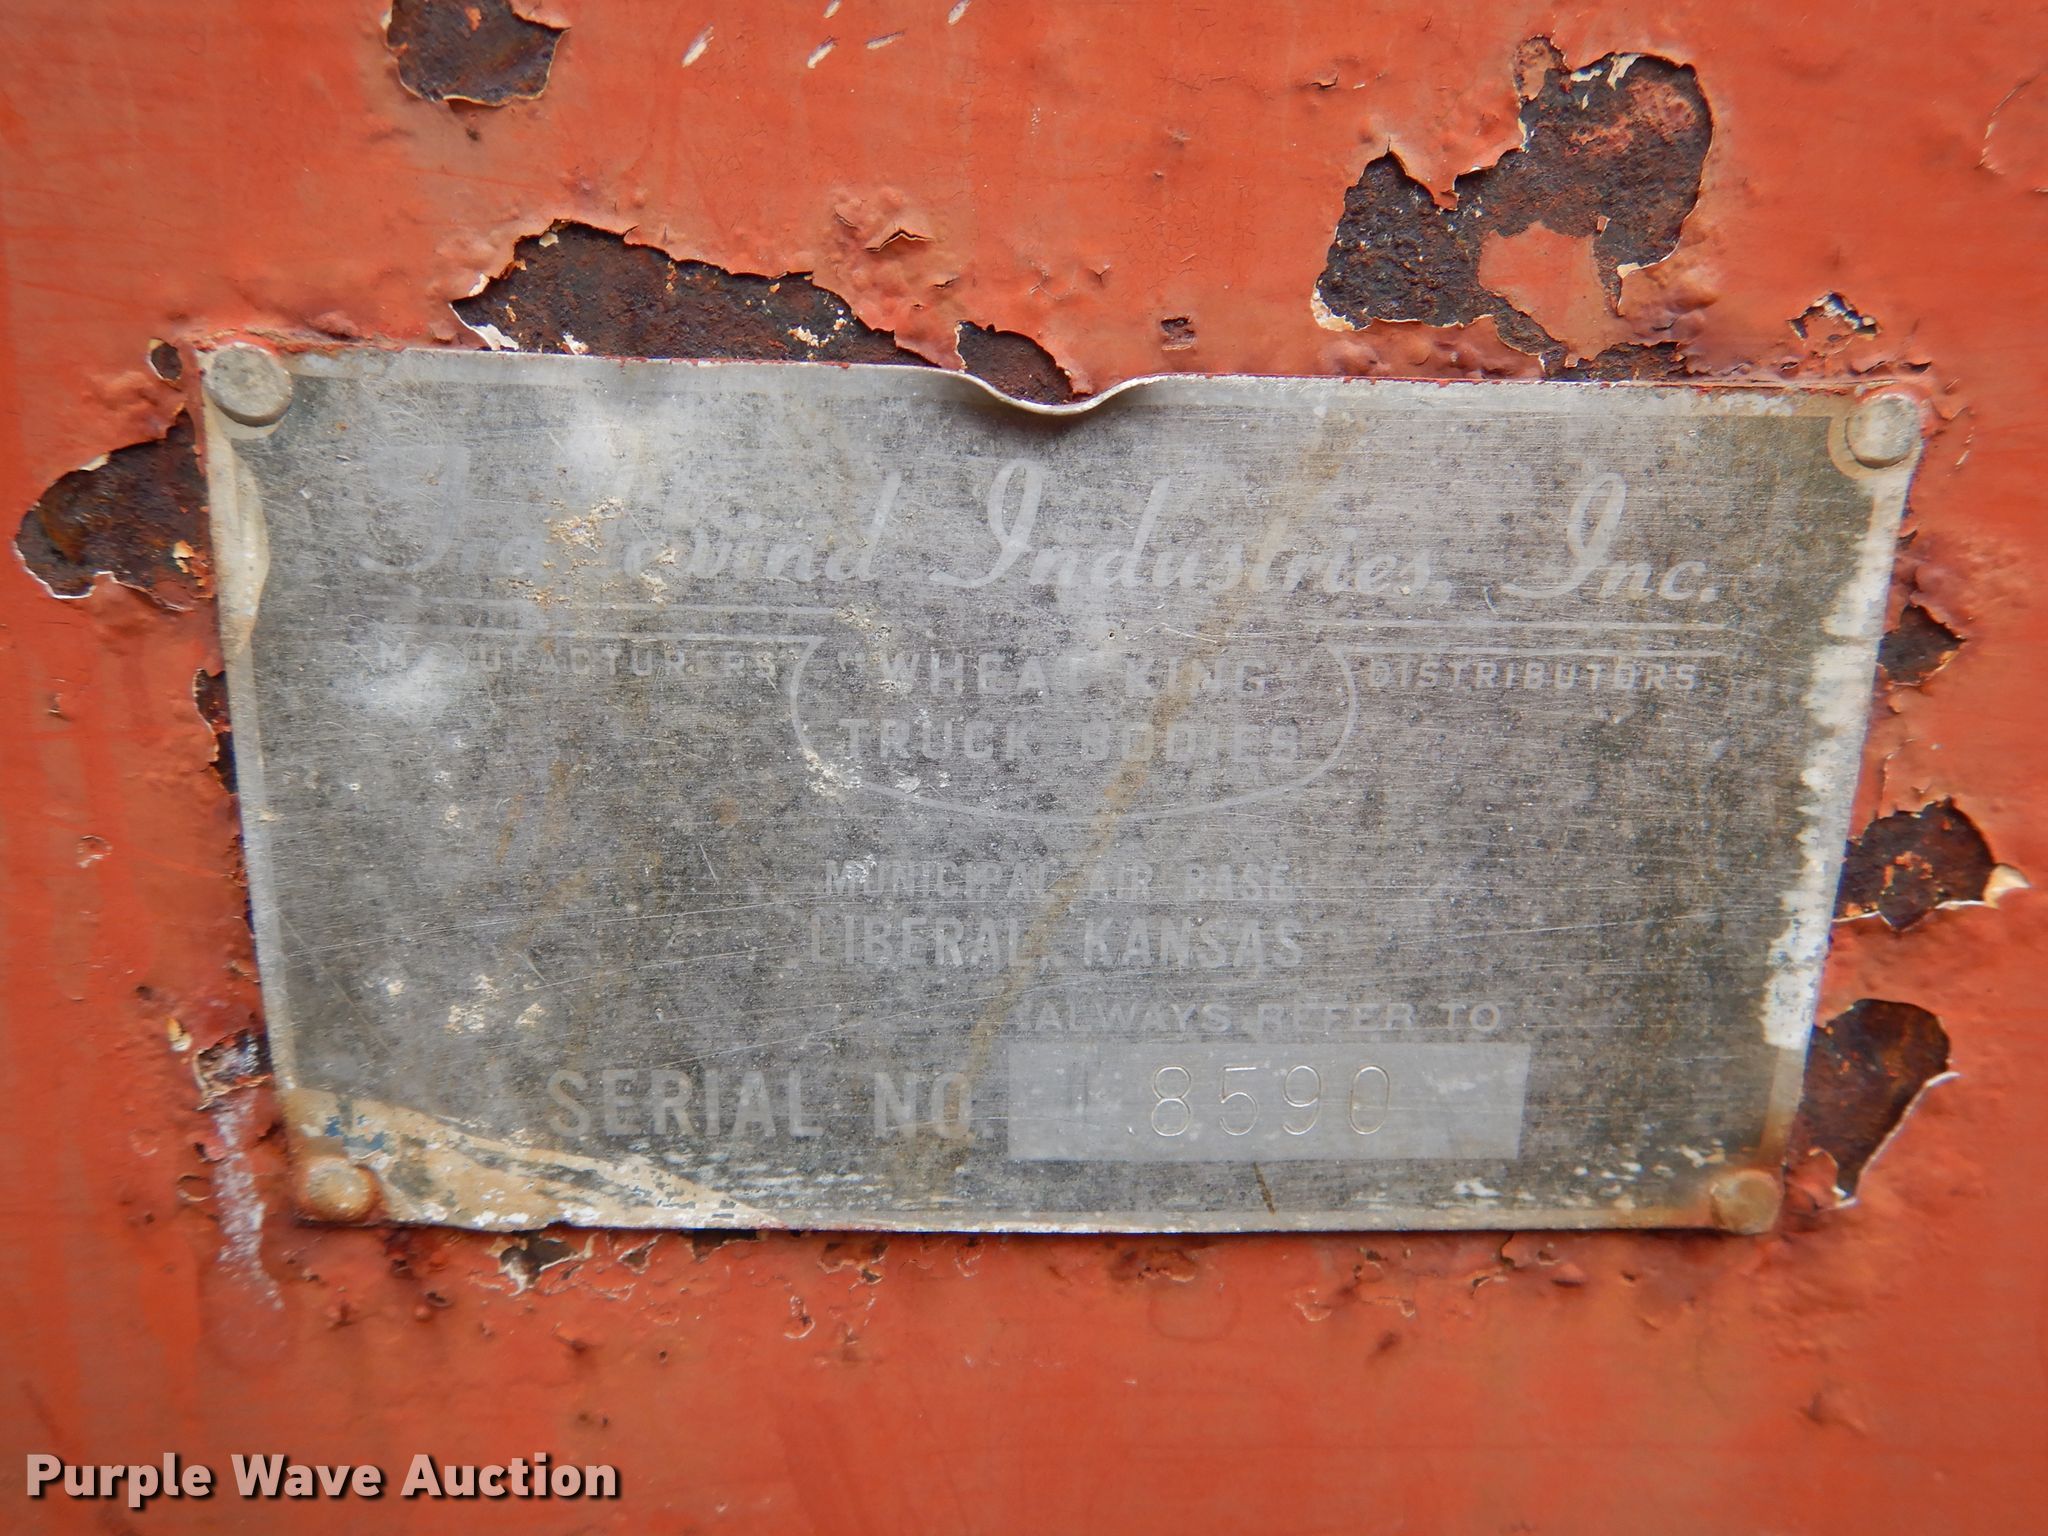 Tradewind Industries, Inc.
MANUFACTURERS "WHEAT KING" DISTRIBUTORS
TRUCK BODIES
MUNICIPAL AIR BASE
LIBERAL, KANSAS
(ALWAYS REFER TO
SERIAL NO. 8590
Purple Wave Auction